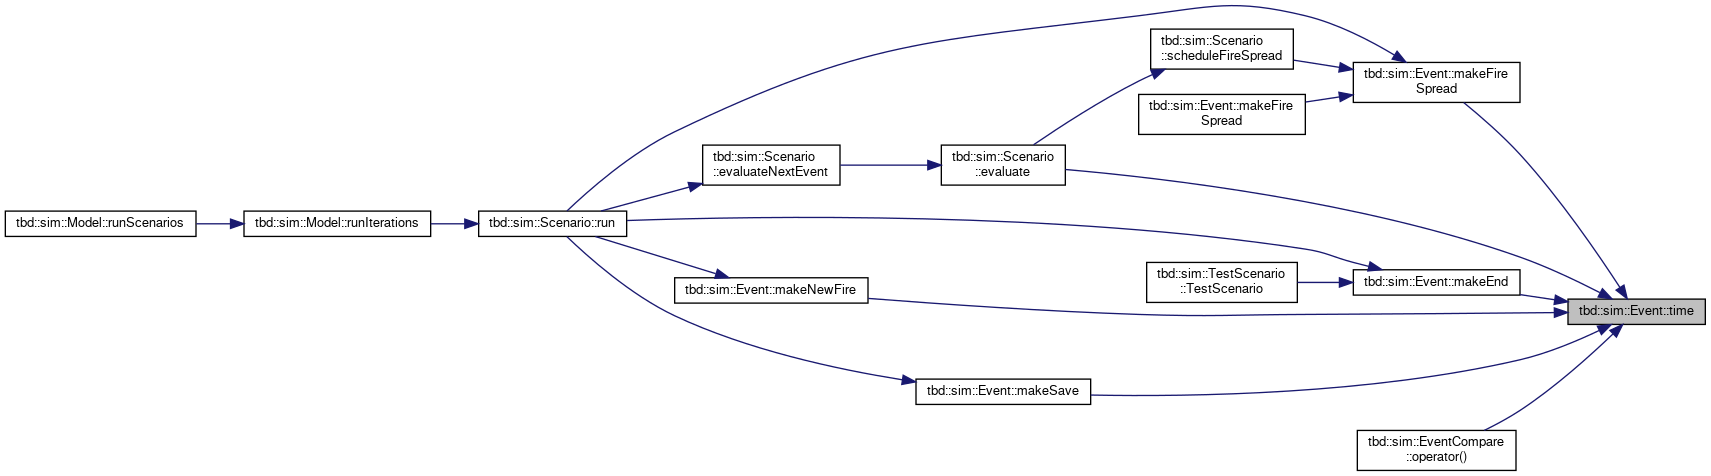 tbd::sim::Scenario
::scheduleFireSpread
tbd::sim::Event::makeFire
Spread
tbd::sim::Event::makeFire
Spread
tbd::sim::Scenario
::evaluateNextEvent
tbd::sim::Scenario
::evaluate
tbd::sim::Model::runScenarios
tbd::sim::Model::runIterations
tbd::sim::Scenario::run
tbd::sim::TestScenario
::TestScenario
tbd::sim::Event::makeEnd
tbd::sim::Event::makeNewFire
tbd::sim::Event::time
tbd::sim::Event::makeSave
tbd::sim::EventCompare
::operator()